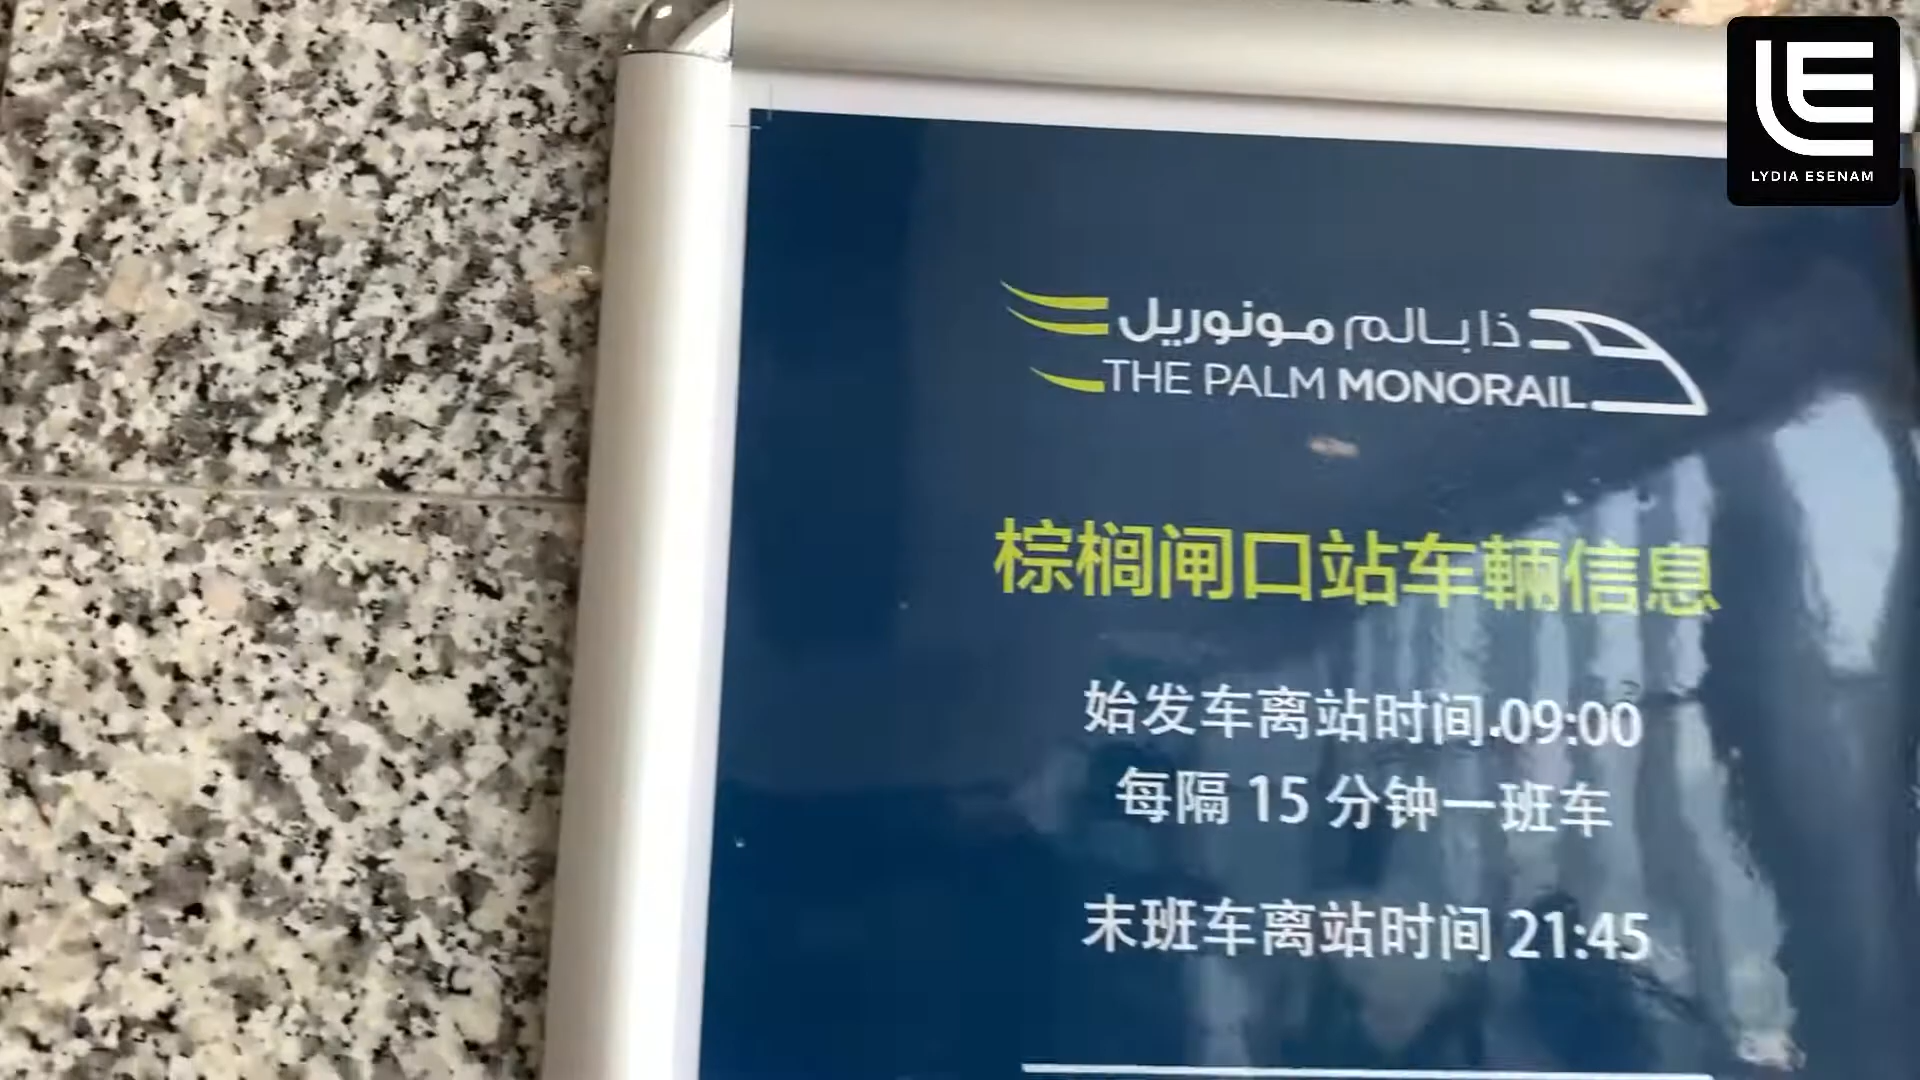 LE
LYDIA ESENAM
ذا بالم مونوريل
THE PALM MONORAIL
棕榈闸口站车輛信息
始发车离站时间.09:00
每隔 15 分钟一班车
末班车离站时间 21:45